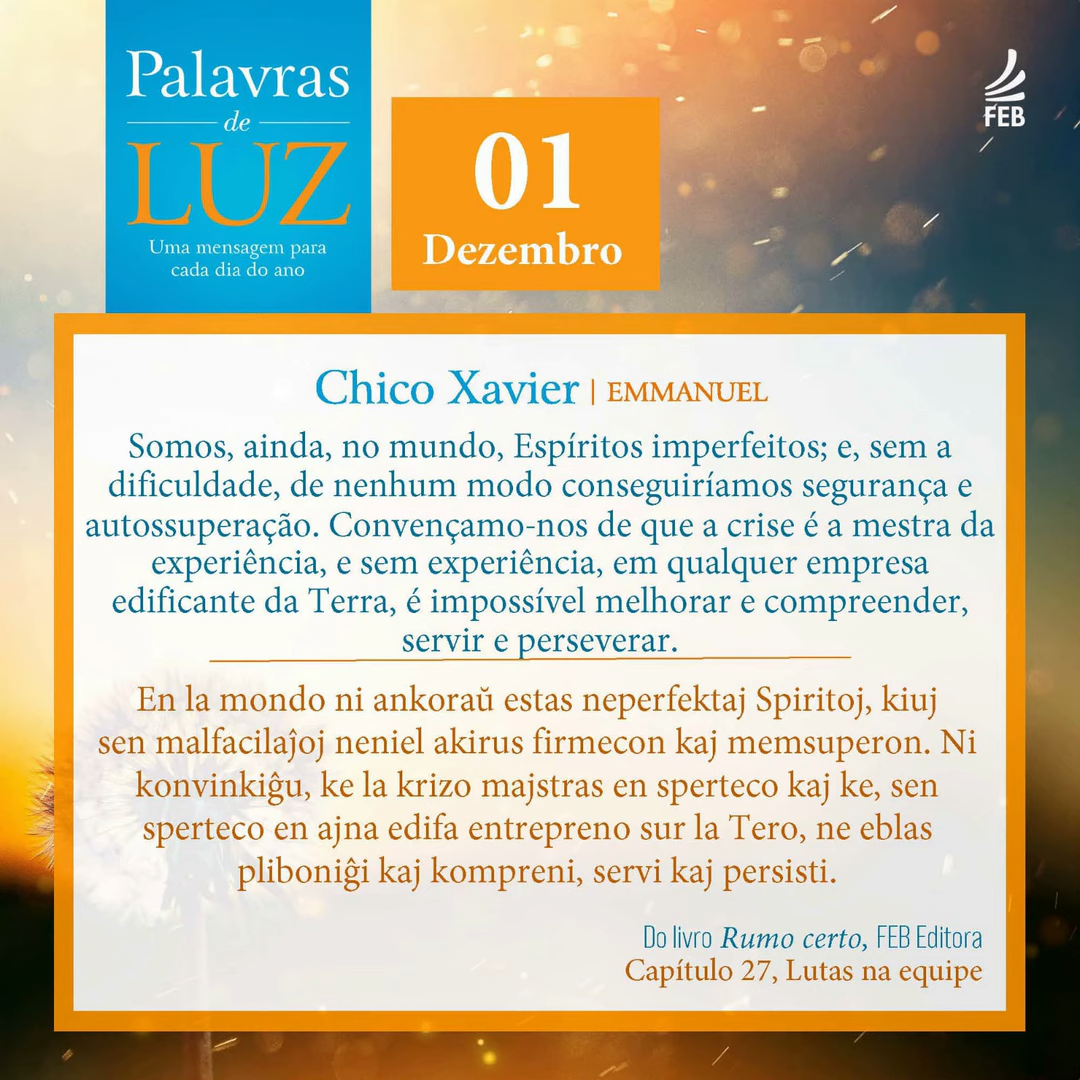 Palavras
de
LUZ
Uma mensagem para
cada dia do ano
01
Dezembro
FEB
Chico Xavier | EMMANUEL
Somos, ainda, no mundo, Espíritos imperfeitos; e, sem a
dificuldade, de nenhum modo conseguiríamos segurança e
autossuperação. Convençamo-nos de que a crise é a mestra da
experiência, e sem experiência, em qualquer empresa
edificante da Terra, é impossível melhorar e compreender,
servir e perseverar.
En la mondo ni ankoraŭ estas neperfektaj Spiritoj, kiuj
sen malfacilaĵoj neniel akirus firmecon kaj memsuperon. Ni
konvinkiĝu, ke la krizo majstras en sperteco kaj ke, sen
sperteco en ajna edifa entrepreno sur la Tero, ne eblas
pliboniĝi kaj kompreni, servi kaj persisti.
Do livro Rumo certo, FEB Editora
Capítulo 27, Lutas na equipe